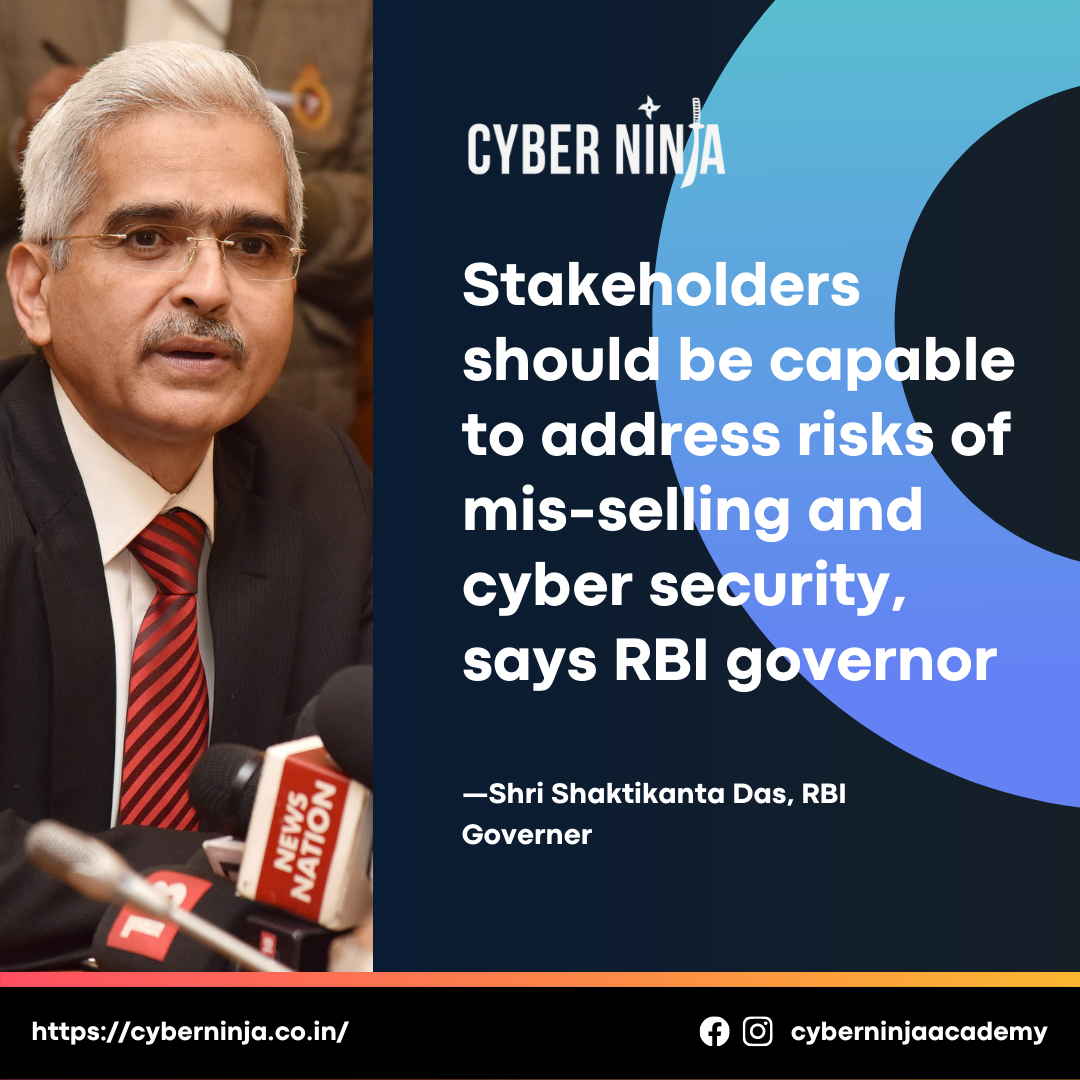 CYBER NINJA
Stakeholders
should be capable
to address risks of
mis-selling and
cyber security,
says RBI governor
—Shri Shaktikanta Das, RBI
Governer
NEWS
NATION
https://cyberninja.co.in/
cyberninjaacademy